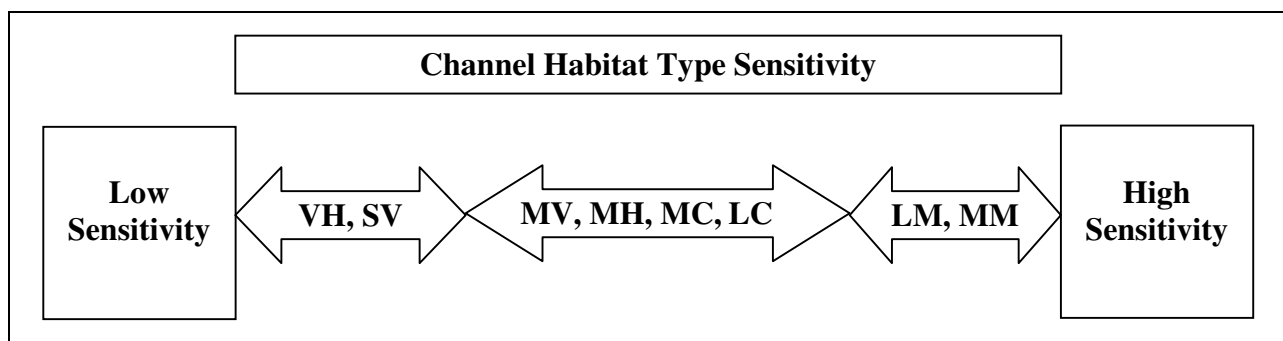 Channel Habitat Type Sensitivity
Low
Sensitivity
VH, SV
MV, MH, MC, LC
LM, MM
High
Sensitivity